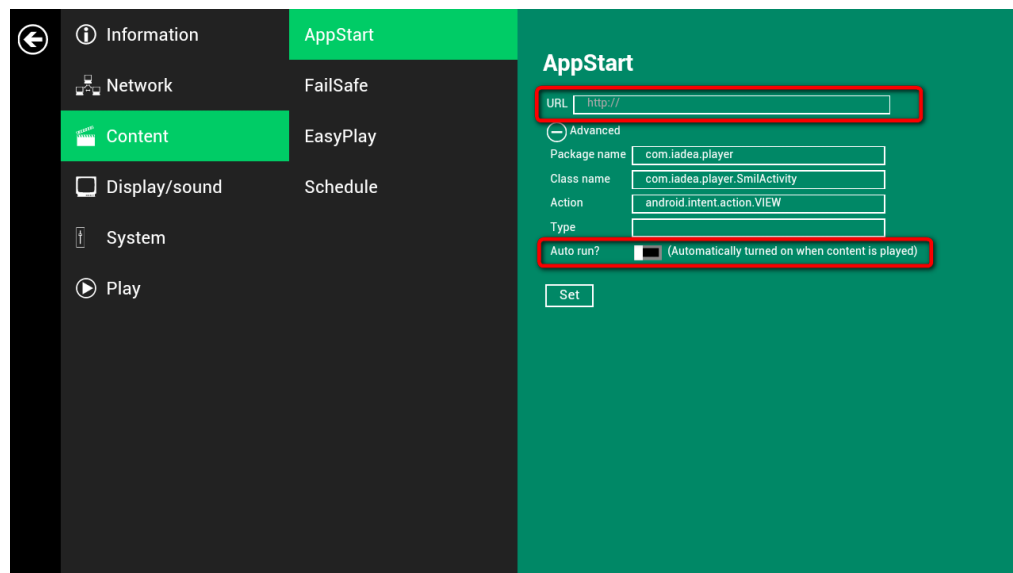 Information
Network
Content
Display/sound
System
Play
AppStart
FailSafe
EasyPlay
Schedule
AppStart
URL http://
Advanced
Package name com.iadea.player
Class name com.iadea.player.SmilActivity
Action android.intent.action.VIEW
Type
Auto run? (Automatically turned on when content is played)
Set